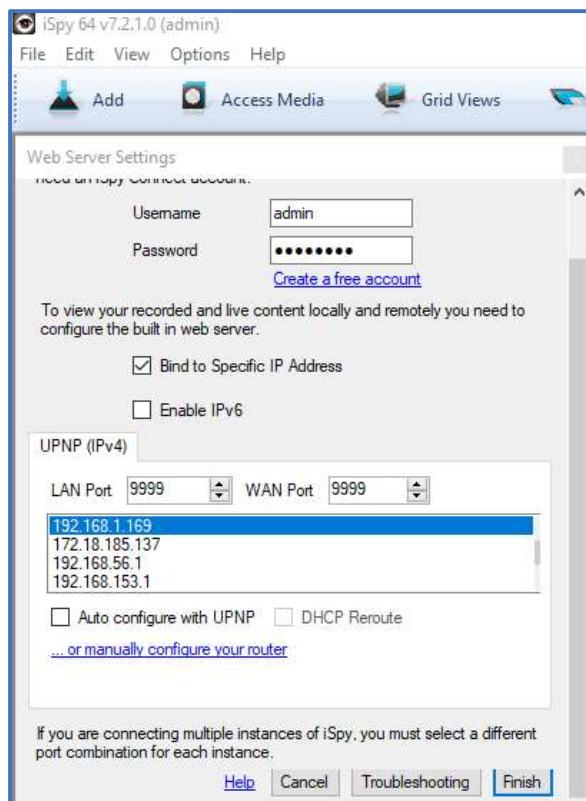 iSpy 64 v7.2.1.0 (admin)
File Edit View Options Help
Add Access Media Grid Views
Web Server Settings
need an iSpy Connect account.
Username admin
Password ●●●●●●●●
Create a free account
To view your recorded and live content locally and remotely you need to
configure the built in web server.
Bind to Specific IP Address
Enable IPv6
UPNP (IPv4)
LAN Port 9999 WAN Port 9999
192.168.1.169
172.18.185.137
192.168.56.1
192.168.153.1
Auto configure with UPNP DHCP Reroute
... or manually configure your router
If you are connecting multiple instances of iSpy, you must select a different
port combination for each instance.
Help Cancel Troubleshooting Finish